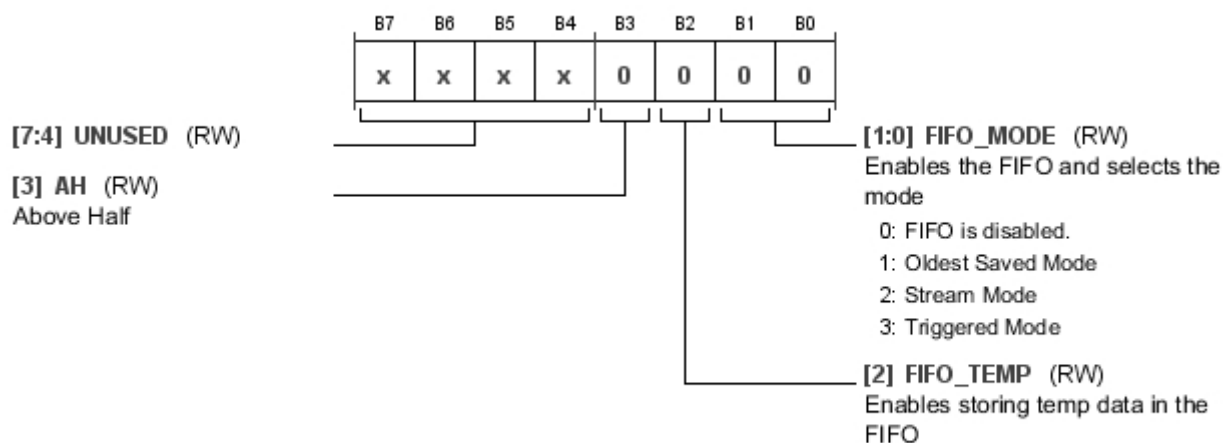 B7 B6 B5 B4 B3 B2 B1 B0
x x x x 0 0 0 0
[7:4] UNUSED (RW)
[3] AH (RW)
Above Half
[1:0] FIFO_MODE (RW)
Enables the FIFO and selects the
mode
0: FIFO is disabled.
1: Oldest Saved Mode
2: Stream Mode
3: Triggered Mode
[2] FIFO_TEMP (RW)
Enables storing temp data in the
FIFO